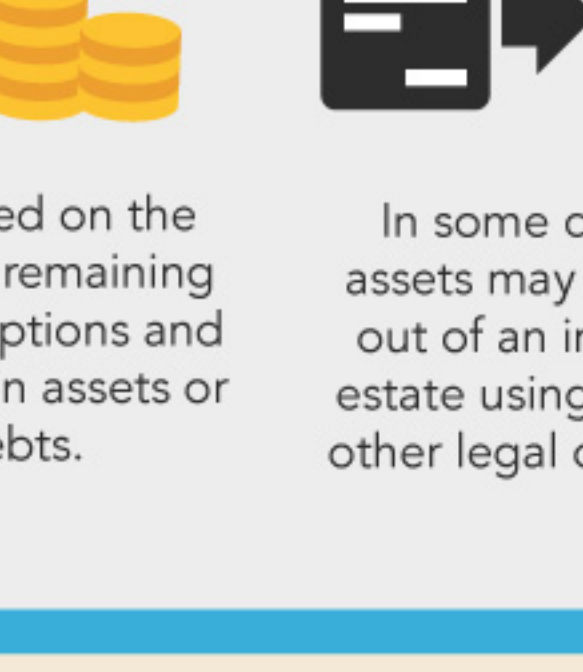 ed on the
remaining
ptions and
n assets or
ebts.
In some c
assets may
out of an in
estate using
other legal